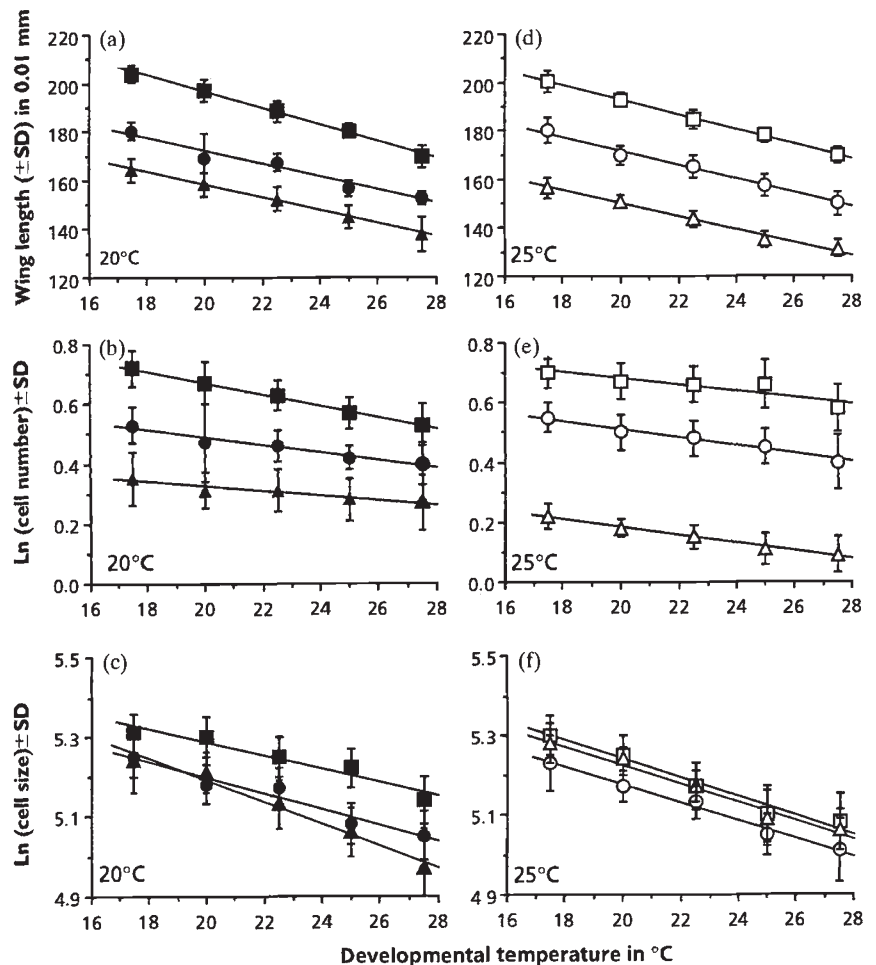 (a)
(d)
Wing length (±SD) in 0.01 mm
220
200
180
160
140
120
20°C
16 18 20 22 24 26 28
220
200
180
160
140
120
25°C
16 18 20 22 24 26 28
(b)
(e)
Ln (cell number)±SD
0.8
0.6
0.4
0.2
0.0
20°C
16 18 20 22 24 26 28
0.8
0.6
0.4
0.2
0.0
25°C
16 18 20 22 24 26 28
(c)
(f)
Ln (cell size)±SD
5.5
5.3
5.1
4.9
20°C
16 18 20 22 24 26 28
5.5
5.3
5.1
4.9
25°C
16 18 20 22 24 26 28
Developmental temperature in °C